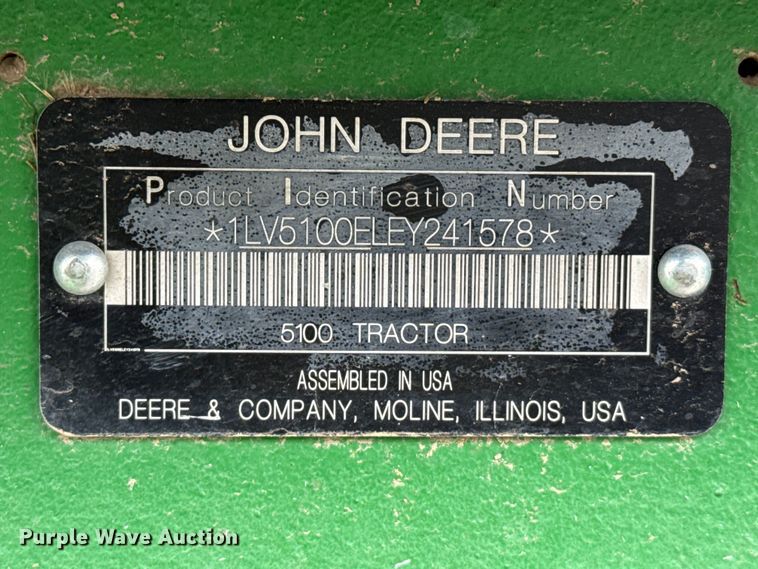 JOHN DEERE
Product Identification Number
*1LV5100ELEY241578*
5100 TRACTOR
ASSEMBLED IN USA
DEERE & COMPANY, MOLINE, ILLINOIS, USA
Purple Wave Auction